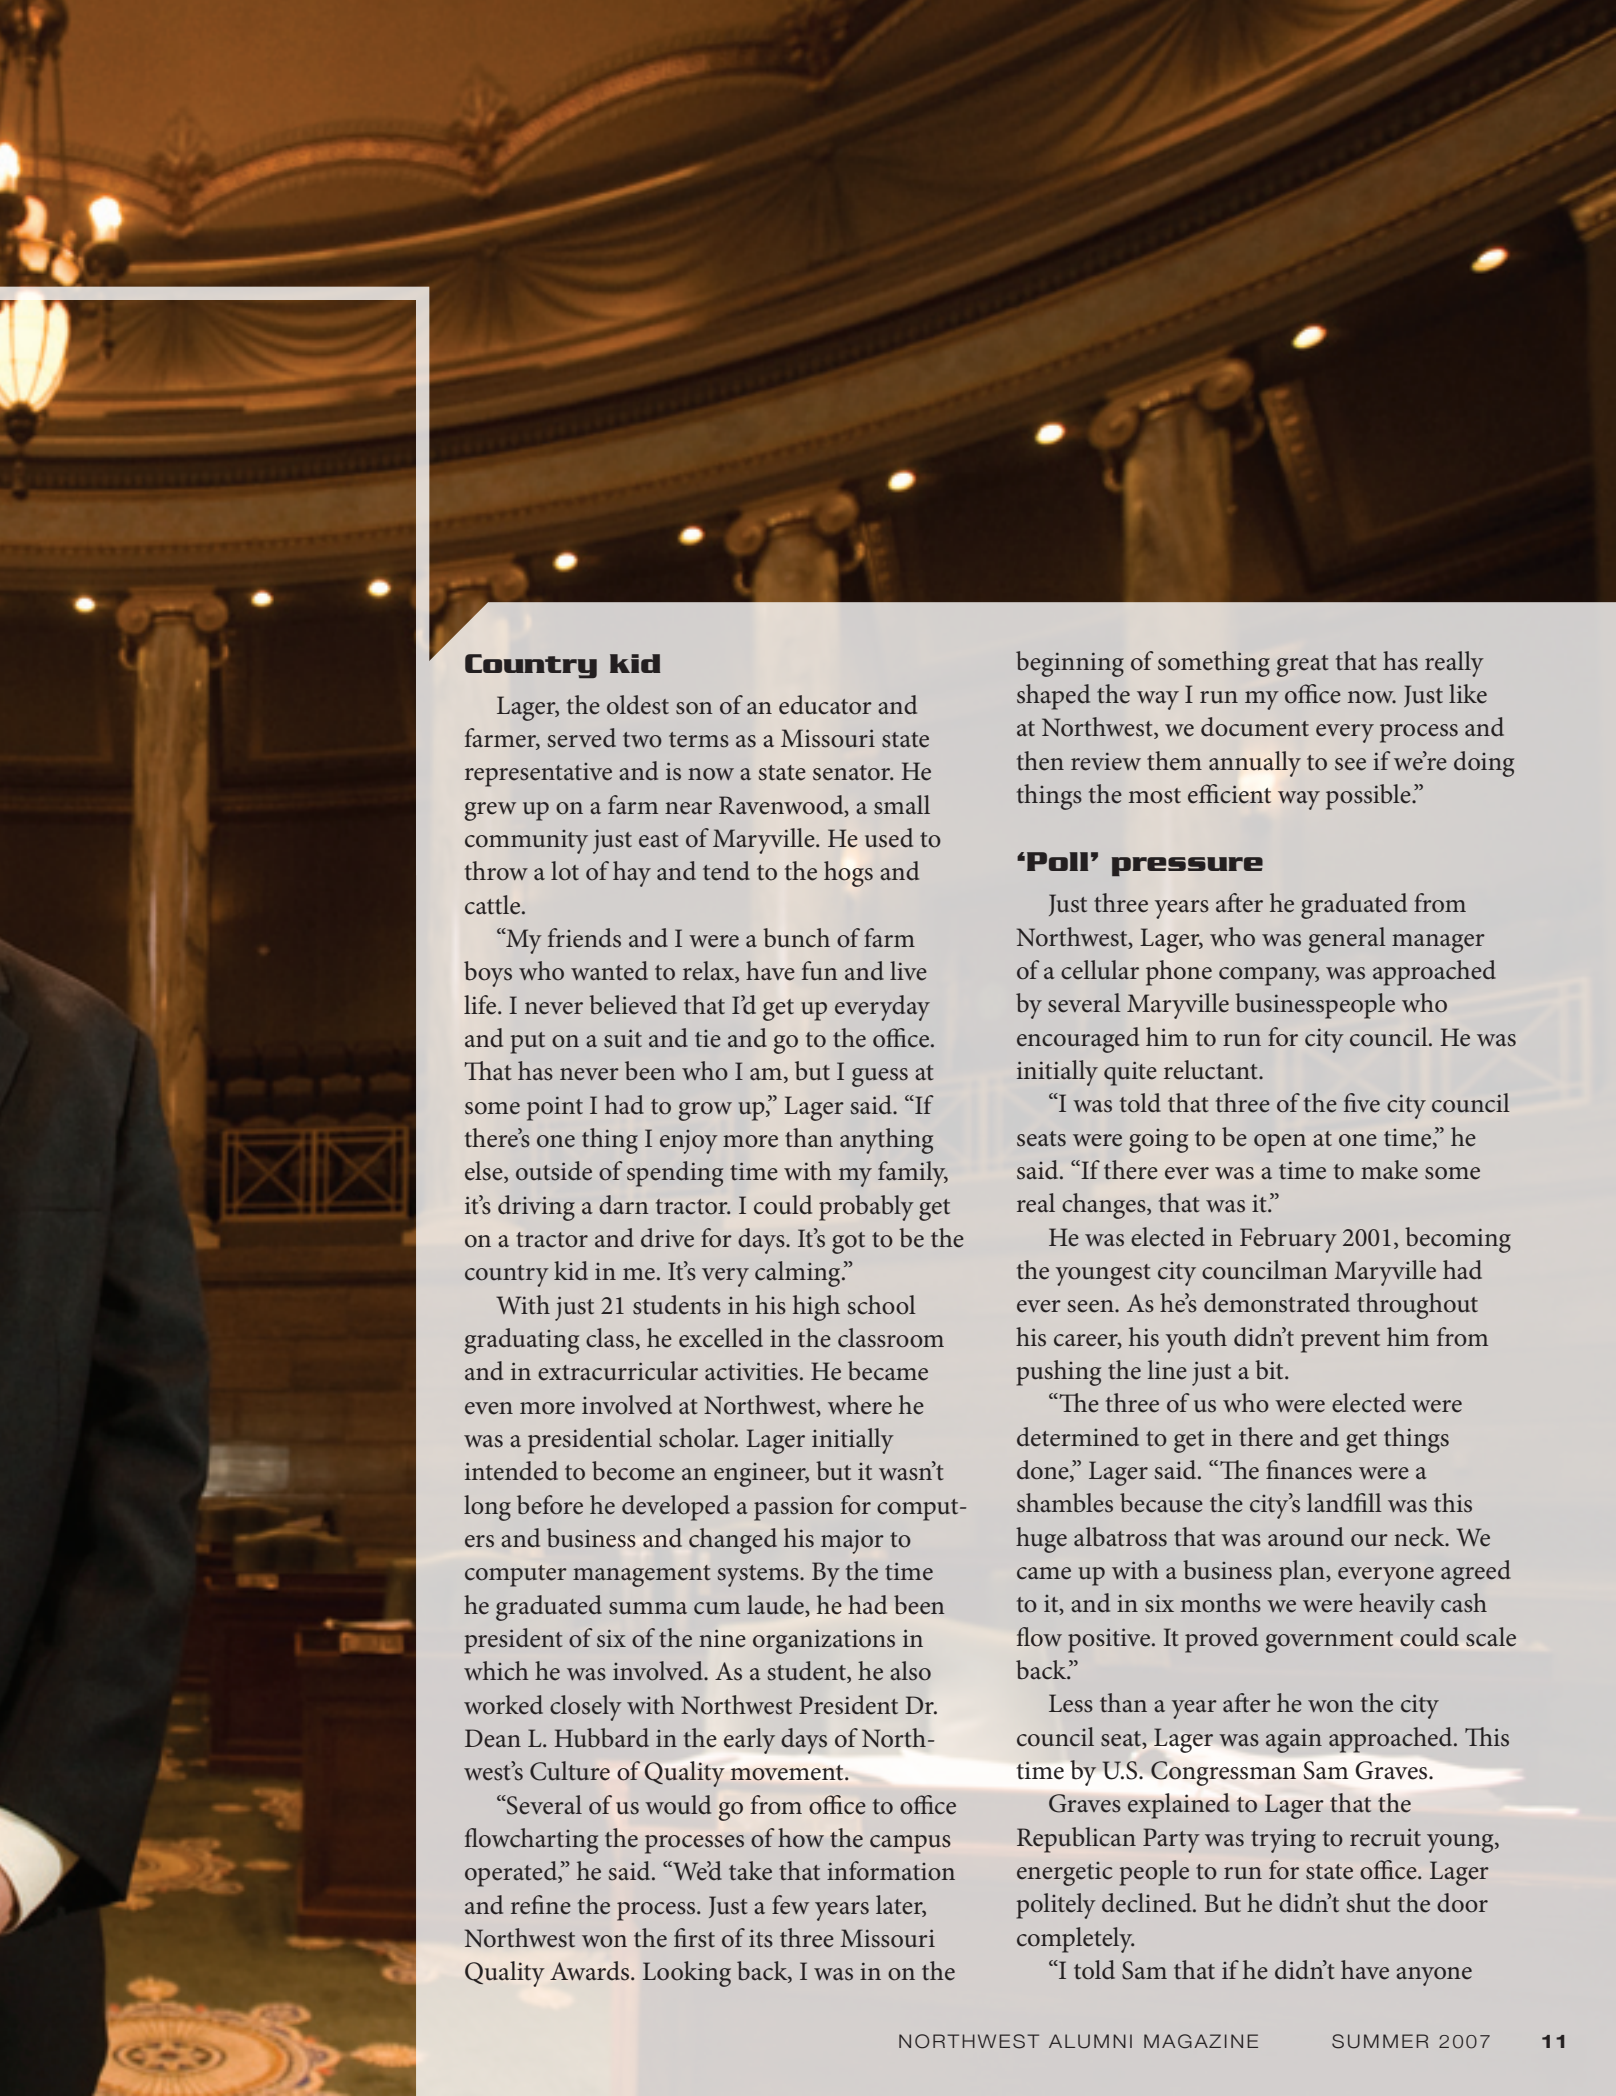 Country kid
Lager, the oldest son of an educator and
farmer, served two terms as a Missouri state
representative and is now a state senator. He
grew up on a farm near Ravenwood, a small
community just east of Maryville. He used to
throw a lot of hay and tend to the hogs and
cattle.
“My friends and I were a bunch of farm
boys who wanted to relax, have fun and live
life. I never believed that I’d get up everyday
and put on a suit and tie and go to the office.
That has never been who I am, but I guess at
some point I had to grow up,” Lager said. “If
there’s one thing I enjoy more than anything
else, outside of spending time with my family,
it’s driving a darn tractor. I could probably get
on a tractor and drive for days. It’s got to be the
country kid in me. It’s very calming.”
With just 21 students in his high school
graduating class, he excelled in the classroom
and in extracurricular activities. He became
even more involved at Northwest, where he
was a presidential scholar. Lager initially
intended to become an engineer, but it wasn’t
long before he developed a passion for comput-
ers and business and changed his major to
computer management systems. By the time
he graduated summa cum laude, he had been
president of six of the nine organizations in
which he was involved. As a student, he also
worked closely with Northwest President Dr.
Dean L. Hubbard in the early days of North-
west’s Culture of Quality movement.
“Several of us would go from office to office
flowcharting the processes of how the campus
operated,” he said. “We’d take that information
and refine the process. Just a few years later,
Northwest won the first of its three Missouri
Quality Awards. Looking back, I was in on the
beginning of something great that has really
shaped the way I run my office now. Just like
at Northwest, we document every process and
then review them annually to see if we’re doing
things the most efficient way possible.”
‘Poll’ pressure
Just three years after he graduated from
Northwest, Lager, who was general manager
of a cellular phone company, was approached
by several Maryville businesspeople who
encouraged him to run for city council. He was
initially quite reluctant.
“I was told that three of the five city council
seats were going to be open at one time,” he
said. “If there ever was a time to make some
real changes, that was it.”
He was elected in February 2001, becoming
the youngest city councilman Maryville had
ever seen. As he’s demonstrated throughout
his career, his youth didn’t prevent him from
pushing the line just a bit.
“The three of us who were elected were
determined to get in there and get things
done,” Lager said. “The finances were a
shambles because the city’s landfill was this
huge albatross that was around our neck. We
came up with a business plan, everyone agreed
to it, and in six months we were heavily cash
flow positive. It proved government could scale
back.”
Less than a year after he won the city
council seat, Lager was again approached. This
time by U.S. Congressman Sam Graves.
Graves explained to Lager that the
Republican Party was trying to recruit young,
energetic people to run for state office. Lager
politely declined. But he didn’t shut the door
completely.
“I told Sam that if he didn’t have anyone
NORTHWEST ALUMNI MAGAZINE SUMMER 2007 11